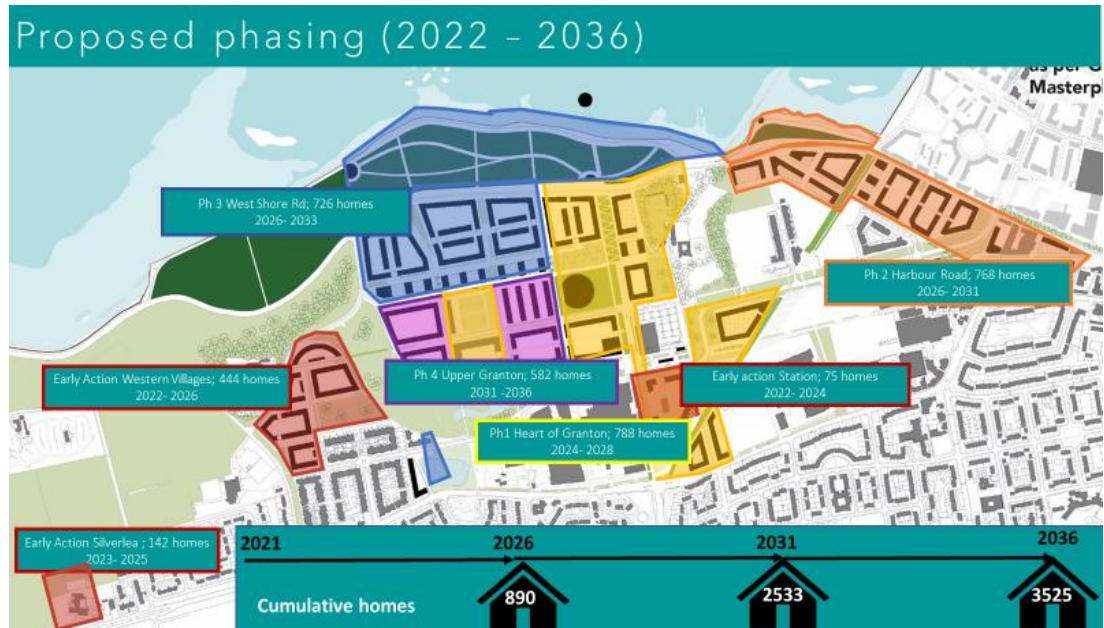 Proposed phasing (2022 – 2036)
Masterpl
Ph 3 West Shore Rd; 726 homes
2026- 2033
Ph 2 Harbour Road; 768 homes
2026- 2031
Early Action Western Villages; 444 homes
2022- 2026
Ph 4 Upper Granton; 582 homes
2031 -2036
Early action Station; 75 homes
2022- 2024
Ph1 Heart of Granton; 788 homes
2024- 2028
Early Action Silverlea ; 142 homes
2023- 2025
2021
2026
2031
2036
Cumulative homes
890
2533
3525